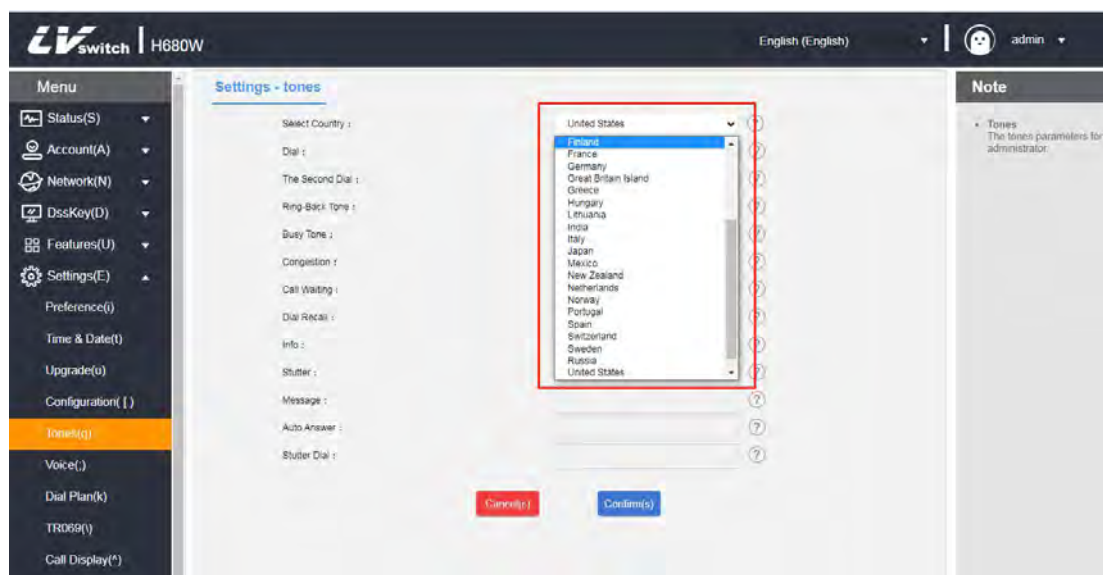 LVswitch | H680W
English (English)
admin
Menu
Status(S)
Account(A)
Network(N)
DssKey(D)
Features(U)
Settings(E)
Preference(i)
Time & Date(t)
Upgrade(u)
Configuration( [ )
Tones(q)
Voice(;)
Dial Plan(k)
TR069(\)
Call Display(^)
Settings - tones
Select Country :
United States
Dial :
The Second Dial :
Ring-Back Tone :
Busy Tone :
Congestion :
Call Waiting :
Dial Recall :
Info :
Stutter :
Message :
Auto Answer :
Stutter Dial :
Finland
France
Germany
Great Britain Island
Greece
Hungary
Lithuania
India
Italy
Japan
Mexico
New Zealand
Netherlands
Norway
Portugal
Spain
Switzerland
Sweden
Russia
United States
Cancel(c)
Confirm(s)
Note
Tones
The tones parameters for
administrator.